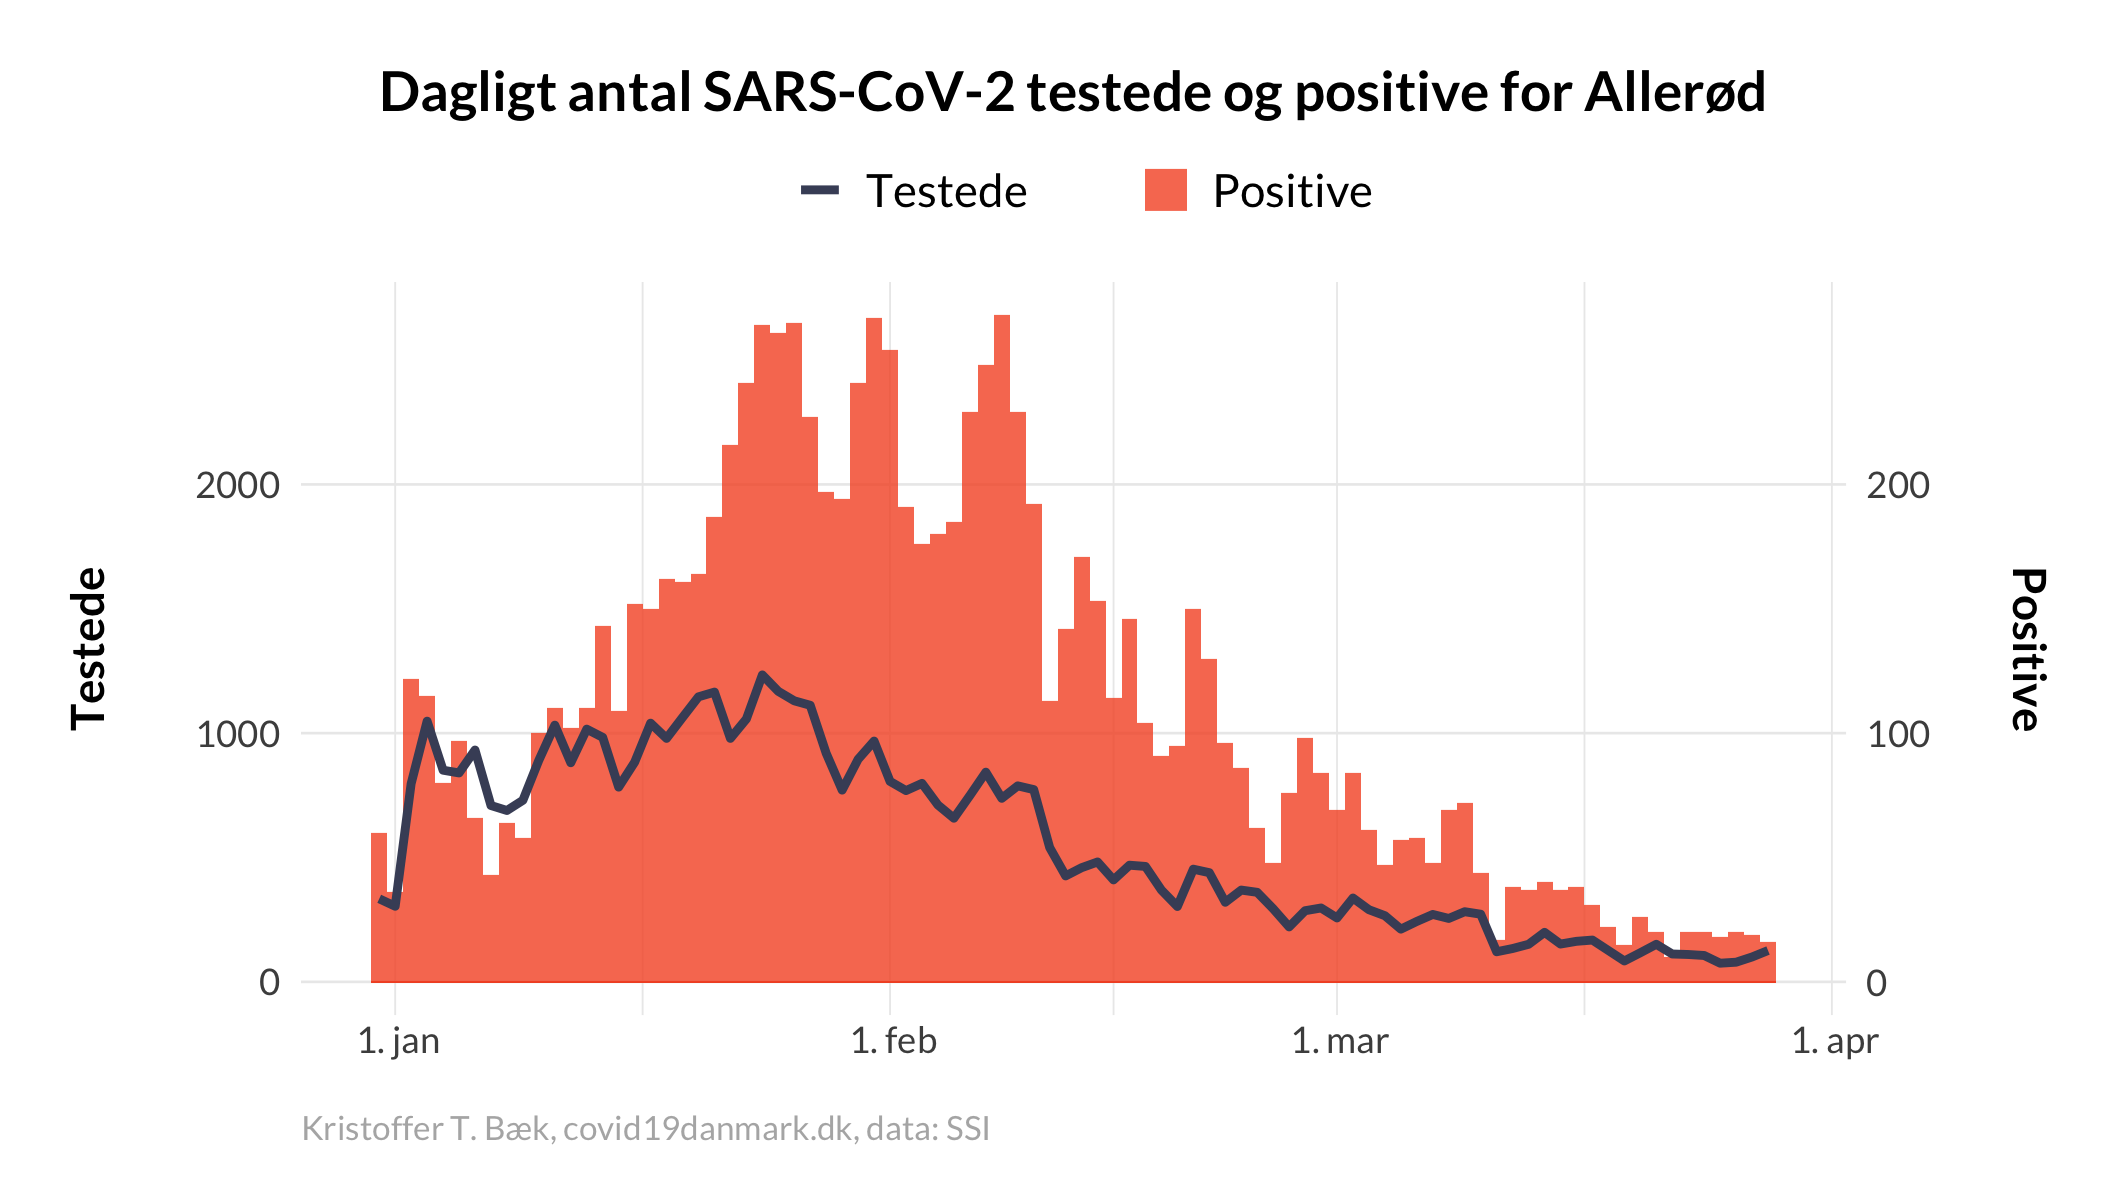 Dagligt antal SARS-CoV-2 testede og positive for Allerød
Testede Positive
2000 200
1000 100
0 0
Testede
Positive
1. jan 1. feb 1. mar 1. apr
Kristoffer T. Bæk, covid19danmark.dk, data: SSI